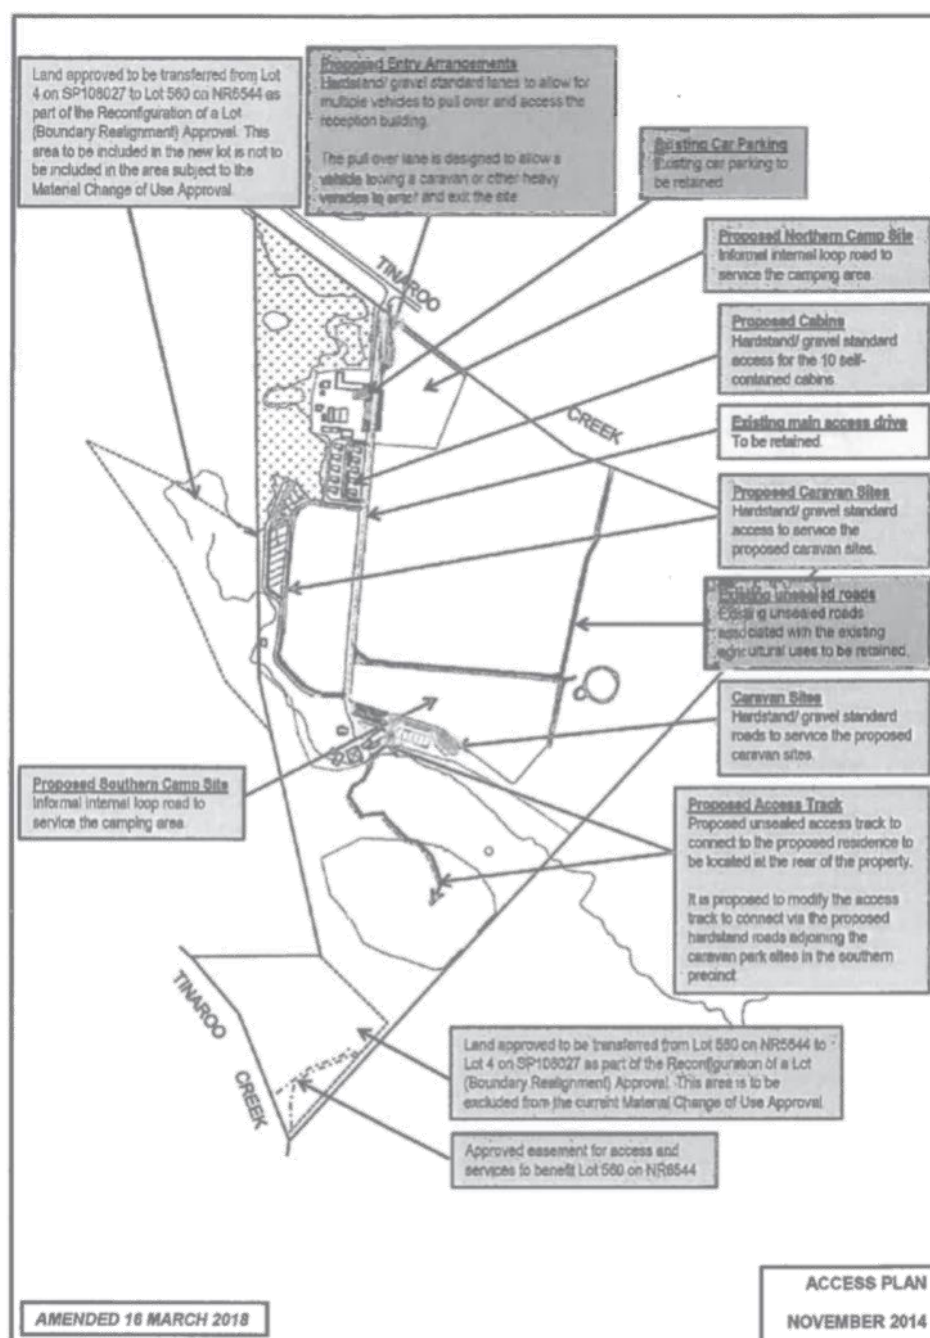 Land approved to be transferred from Lot
4 on SP108027 to Lot 560 on NR6544 as
part of the Reconfiguration of a Lot
(Boundary Realignment) Approval. This
area to be included in the new lot is not to
be included in the area subject to the
Material Change of Use Approval.
Proposed Entry Arrangements
Hardstand/ gravel standard lanes to allow for
multiple vehicles to pull over and access the
reception building.
The pull over lane is designed to allow a
vehicle towing a caravan or other heavy
vehicles to enter and exit the site
Existing Car Parking
Existing car parking to
be retained
Proposed Northern Camp Site
Informal internal loop road to
service the camping area.
TINAROO
CREEK
Proposed Cabins
Hardstand/ gravel standard
access for the 10 self-
contained cabins.
Existing main access drive
To be retained.
Proposed Caravan Sites
Hardstand/ gravel standard
access to service the
proposed caravan sites.
Existing unsealed roads
Existing unsealed roads
associated with the existing
agricultural uses to be retained.
Caravan Sites
Hardstand/ gravel standard
roads to service the proposed
caravan sites.
Proposed Southern Camp Site
Informal internal loop road to
service the camping area.
Proposed Access Track
Proposed unsealed access track to
connect to the proposed residence to
be located at the rear of the property.
It is proposed to modify the access
track to connect via the proposed
hardstand roads adjoining the
caravan park sites in the southern
precinct
TINAROO
CREEK
Land approved to be transferred from Lot 560 on NR6544 to
Lot 4 on SP108027 as part of the Reconfiguration of a Lot
(Boundary Realignment) Approval. This area is to be
excluded from the current Material Change of Use Approval
Approved easement for access and
services to benefit Lot 560 on NR6544
AMENDED 16 MARCH 2018
ACCESS PLAN
NOVEMBER 2014